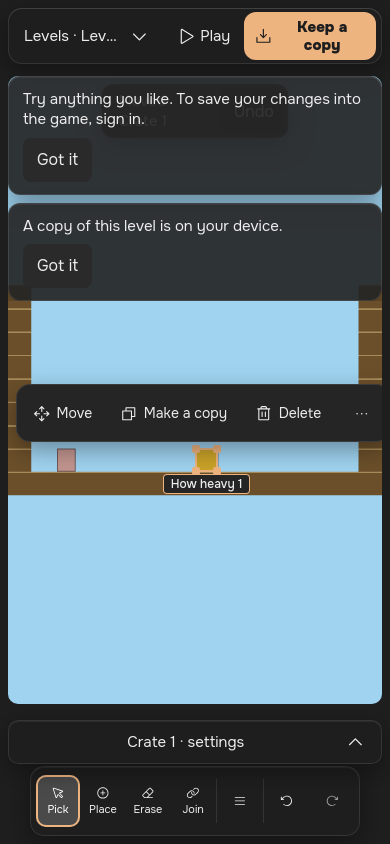 Levels · Lev...
Play
Keep a
copy
Try anything you like. To save your changes into
the game, sign in.
Undo
Got it
A copy of this level is on your device.
Got it
Move
Make a copy
Delete
...
How heavy 1
Crate 1 · settings
Pick
Place
Erase
Join